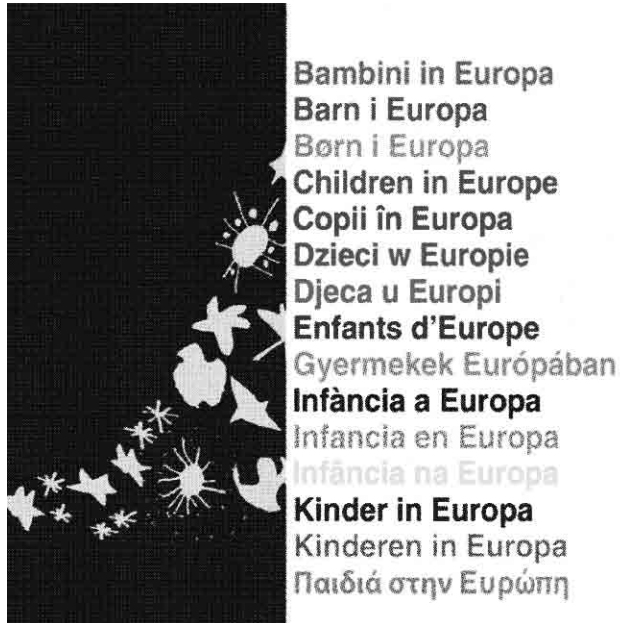 Bambini in Europa
Barn i Europa
Børn i Europa
Children in Europe
Copii în Europa
Dzieci w Europie
Djeca u Europi
Enfants d'Europe
Gyermekek Európában
Infància a Europa
Infancia en Europa
Infância na Europa
Kinder in Europa
Kinderen in Europa
Παιδιά στην Ευρώπη